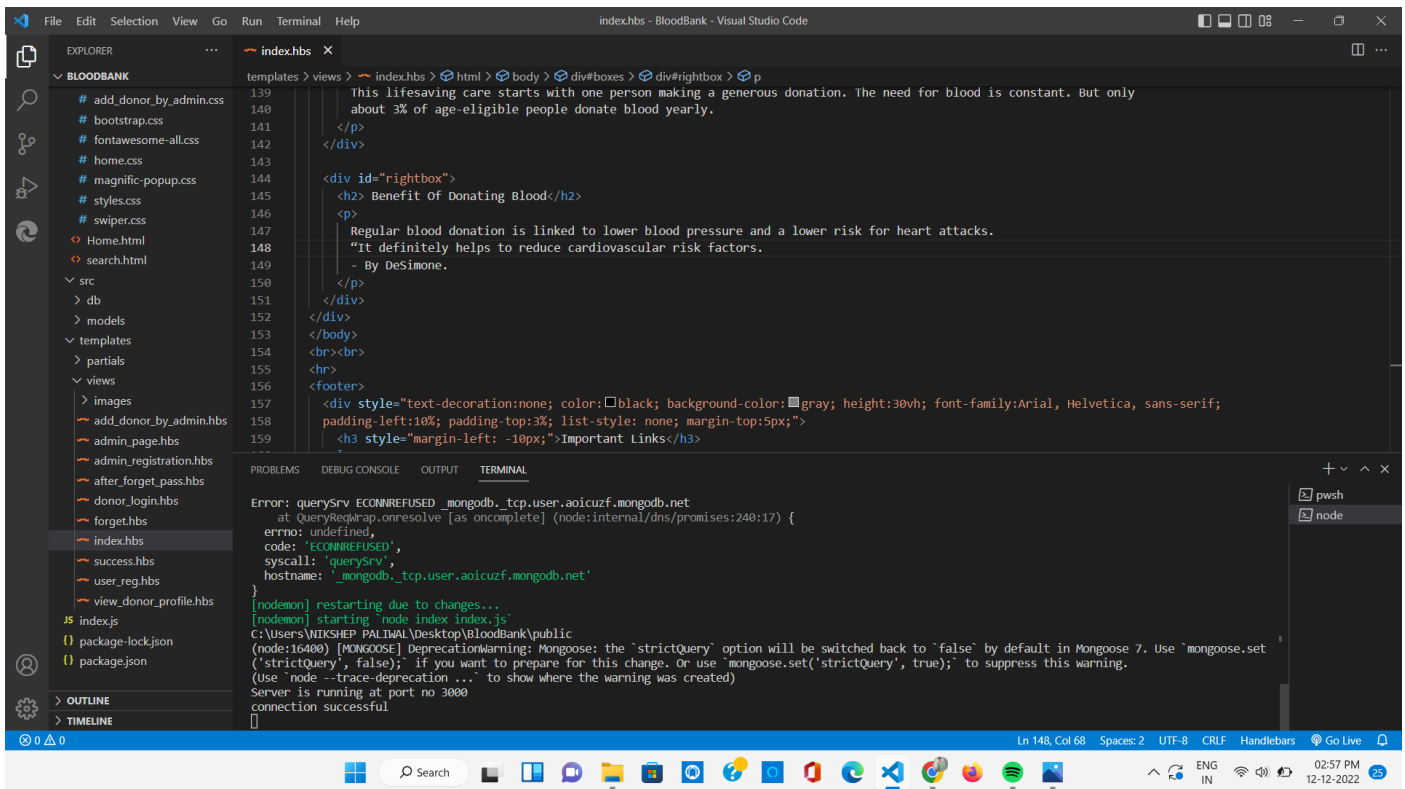 File Edit Selection View Go Run Terminal Help index.hbs - BloodBank - Visual Studio Code
EXPLORER
BLOODBANK
# add_donor_by_admin.css
# bootstrap.css
# fontawesome-all.css
# home.css
# magnific-popup.css
# styles.css
# swiper.css
<> Home.html
<> search.html
src
> db
> models
templates
> partials
views
> images
add_donor_by_admin.hbs
admin_page.hbs
admin_registration.hbs
after_forget_pass.hbs
donor_login.hbs
forget.hbs
index.hbs
success.hbs
user_reg.hbs
view_donor_profile.hbs
JS index.js
{} package-lock.json
{} package.json
> OUTLINE
> TIMELINE
index.hbs
templates > views > index.hbs > html > body > div#boxes > div#rightbox > p
139 This lifesaving care starts with one person making a generous donation. The need for blood is constant. But only
140 about 3% of age-eligible people donate blood yearly.
141 </p>
142 </div>
143
144 <div id="rightbox">
145 <h2> Benefit Of Donating Blood</h2>
146 <p>
147 Regular blood donation is linked to lower blood pressure and a lower risk for heart attacks.
148 “It definitely helps to reduce cardiovascular risk factors.
149 - By DeSimone.
150 </p>
151 </div>
152 </div>
153 </body>
154 <br><br>
155 <hr>
156 <footer>
157 <div style="text-decoration:none; color:black; background-color:gray; height:30vh; font-family:Arial, Helvetica, sans-serif;
158 padding-left:10%; padding-top:3%; list-style: none; margin-top:5px;">
159 <h3 style="margin-left: -10px;">Important Links</h3>
PROBLEMS DEBUG CONSOLE OUTPUT TERMINAL
pwsh
node
Error: querySrv ECONNREFUSED _mongodb._tcp.user.aoicuzf.mongodb.net
at QueryReqWrap.onresolve [as oncomplete] (node:internal/dns/promises:240:17) {
errno: undefined,
code: 'ECONNREFUSED',
syscall: 'querySrv',
hostname: '_mongodb._tcp.user.aoicuzf.mongodb.net'
}
[nodemon] restarting due to changes...
[nodemon] starting `node index index.js`
C:\Users\NIKSHEP PALIWAL\Desktop\BloodBank\public
(node:16400) [MONGOOSE] DeprecationWarning: Mongoose: the `strictQuery` option will be switched back to `false` by default in Mongoose 7. Use `mongoose.set
('strictQuery', false);` if you want to prepare for this change. Or use `mongoose.set('strictQuery', true);` to suppress this warning.
(Use `node --trace-deprecation ...` to show where the warning was created)
Server is running at port no 3000
connection successful
0 0 Ln 148, Col 68 Spaces: 2 UTF-8 CRLF Handlebars Go Live
Search
ENG
IN
02:57 PM
12-12-2022
25